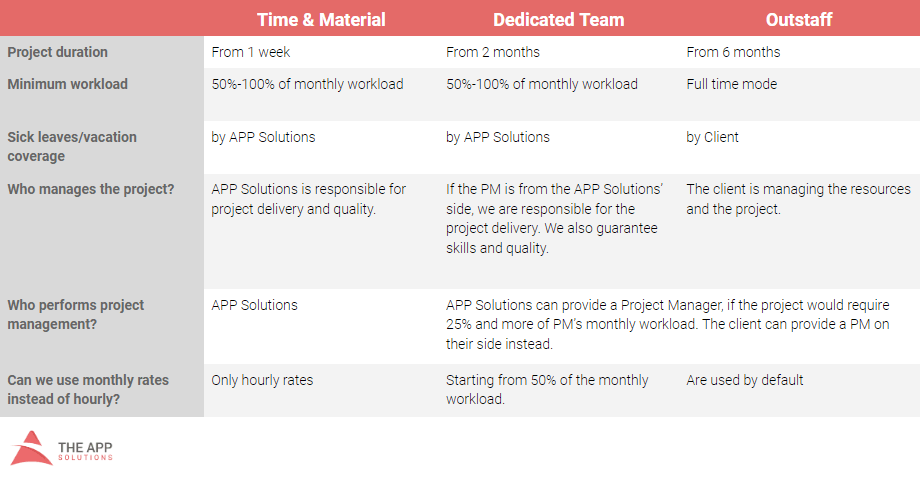 Time & Material Dedicated Team Outstaff
Project duration From 1 week From 2 months From 6 months
Minimum workload 50%-100% of monthly workload 50%-100% of monthly workload Full time mode
Sick leaves/vacation
coverage
by APP Solutions by APP Solutions by Client
Who manages the project?
APP Solutions is responsible for
project delivery and quality.
If the PM is from the APP Solutions’
side, we are responsible for the
project delivery. We also guarantee
skills and quality.
The client is managing the resources
and the project.
Who performs project
management?
APP Solutions
APP Solutions can provide a Project Manager, if the project would require
25% and more of PM’s monthly workload. The client can provide a PM on
their side instead.
Can we use monthly rates
instead of hourly?
Only hourly rates
Starting from 50% of the monthly
workload.
Are used by default
THE APP
SOLUTIONS